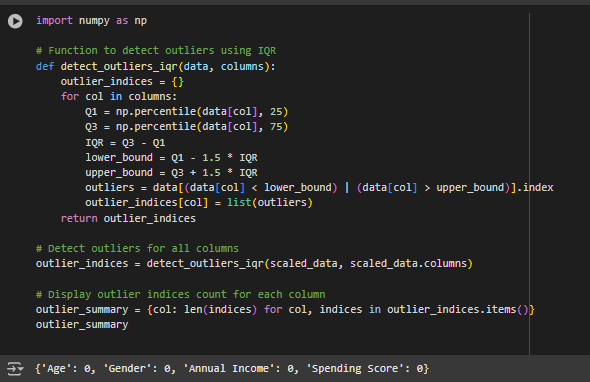 import numpy as np
# Function to detect outliers using IQR
def detect_outliers_iqr(data, columns):
    outlier_indices = {}
    for col in columns:
        Q1 = np.percentile(data[col], 25)
        Q3 = np.percentile(data[col], 75)
        IQR = Q3 - Q1
        lower_bound = Q1 - 1.5 * IQR
        upper_bound = Q3 + 1.5 * IQR
        outliers = data[(data[col] < lower_bound) | (data[col] > upper_bound)].index
        outlier_indices[col] = list(outliers)
    return outlier_indices
# Detect outliers for all columns
outlier_indices = detect_outliers_iqr(scaled_data, scaled_data.columns)
# Display outlier indices count for each column
outlier_summary = {col: len(indices) for col, indices in outlier_indices.items()}
outlier_summary
{'Age': 0, 'Gender': 0, 'Annual Income': 0, 'Spending Score': 0}